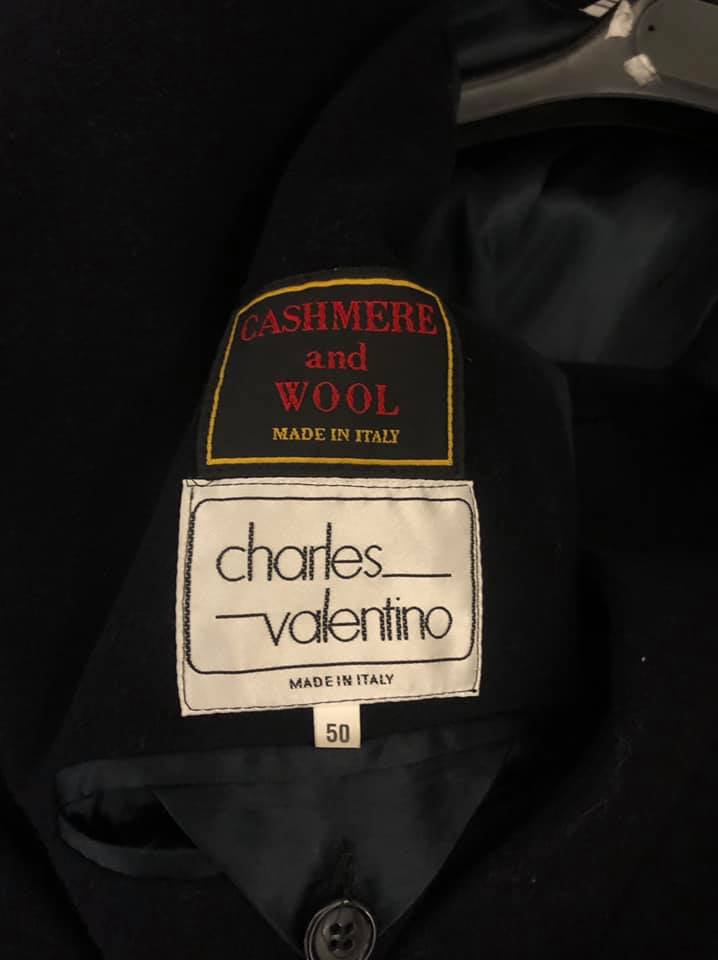 CASHMERE
and
WOOL
MADE IN ITALY
charles
valentino
MADE IN ITALY
50